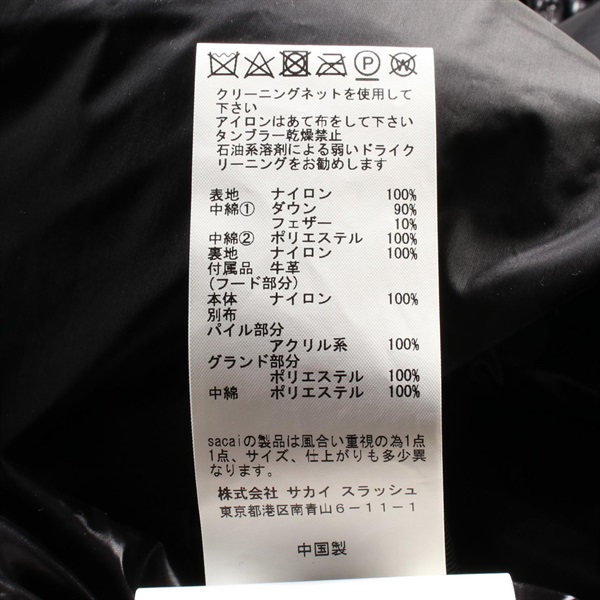 P W
クリーニングネットを使用して
下さい
アイロンはあて布をして下さい
タンブラー乾燥禁止
石油系溶剤による弱いドライク
リーニングをお勧めします
表地 ナイロン 100%
中綿① ダウン 90%
フェザー 10%
中綿② ポリエステル 100%
裏地 ナイロン 100%
付属品 牛革
(フード部分)
本体 ナイロン 100%
別布
パイル部分
アクリル系 100%
グランド部分
ポリエステル 100%
中綿 ポリエステル 100%
sacaiの製品は風合い重視の為1点
1点、サイズ、仕上がりも多少異
なります。
株式会社 サカイ スラッシュ
東京都港区南青山6-11-1
中国製